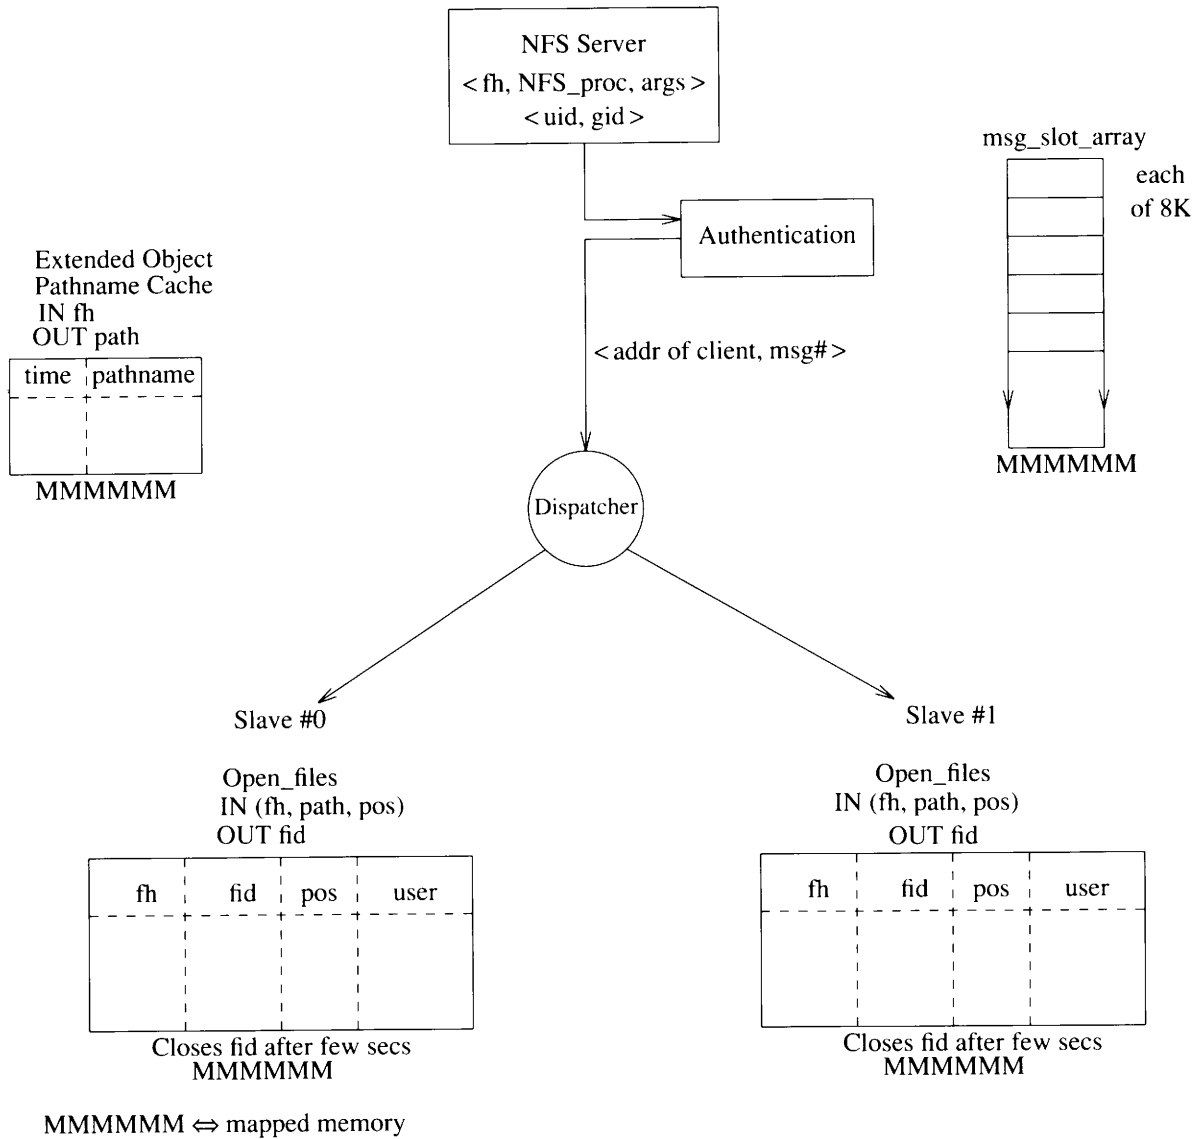 NFS Server
< fh, NFS_proc, args >
< uid, gid >
msg_slot_array
each
of 8K
Authentication
Extended Object
Pathname Cache
IN fh
OUT path
time pathname
MMMMMM
< addr of client, msg# >
MMMMMM
Dispatcher
Slave #0
Slave #1
Open_files
IN (fh, path, pos)
OUT fid
fh fid pos user
Closes fid after few secs
MMMMMM
Open_files
IN (fh, path, pos)
OUT fid
fh fid pos user
Closes fid after few secs
MMMMMM
MMMMMM ⇔ mapped memory